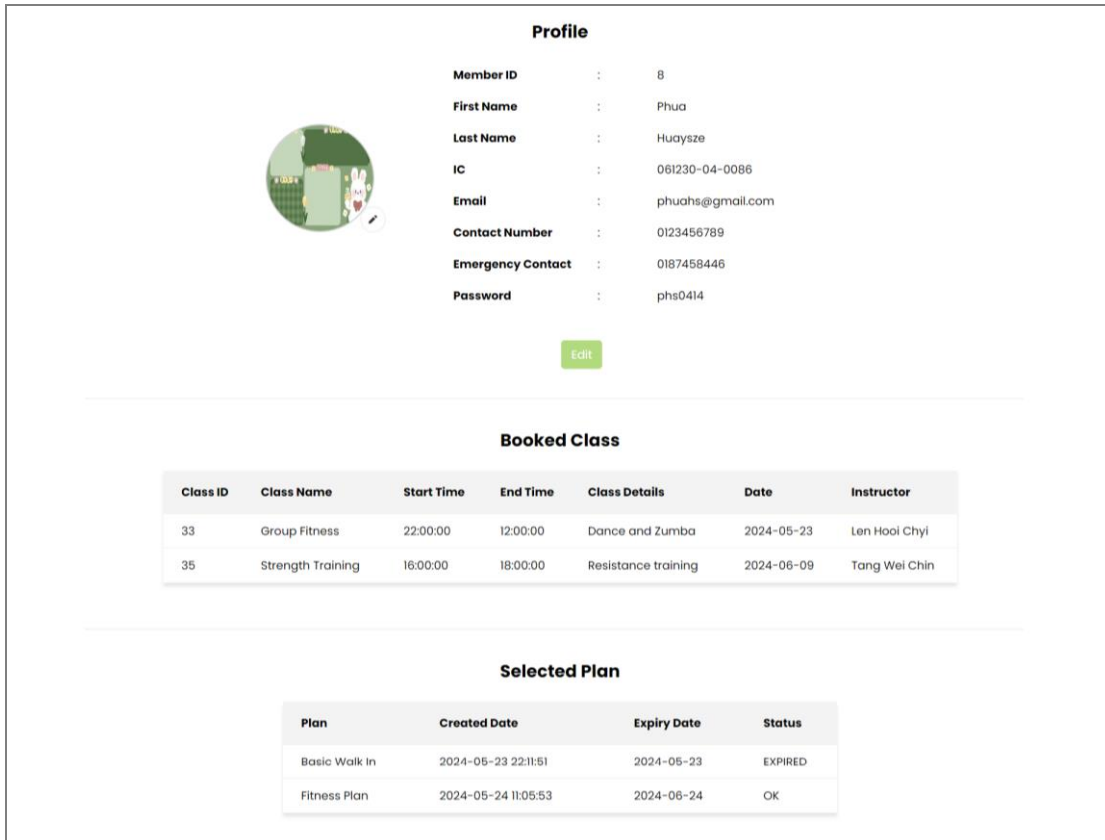 Profile
Member ID : 8
First Name : Phua
Last Name : Huaysze
IC : 061230-04-0086
Email : phuahs@gmail.com
Contact Number : 0123456789
Emergency Contact : 0187458446
Password : phs0414
Edit
Booked Class
Class ID Class Name Start Time End Time Class Details Date Instructor
33 Group Fitness 22:00:00 12:00:00 Dance and Zumba 2024-05-23 Len Hooi Chyi
35 Strength Training 16:00:00 18:00:00 Resistance training 2024-06-09 Tang Wei Chin
Selected Plan
Plan Created Date Expiry Date Status
Basic Walk In 2024-05-23 22:11:51 2024-05-23 EXPIRED
Fitness Plan 2024-05-24 11:05:53 2024-06-24 OK